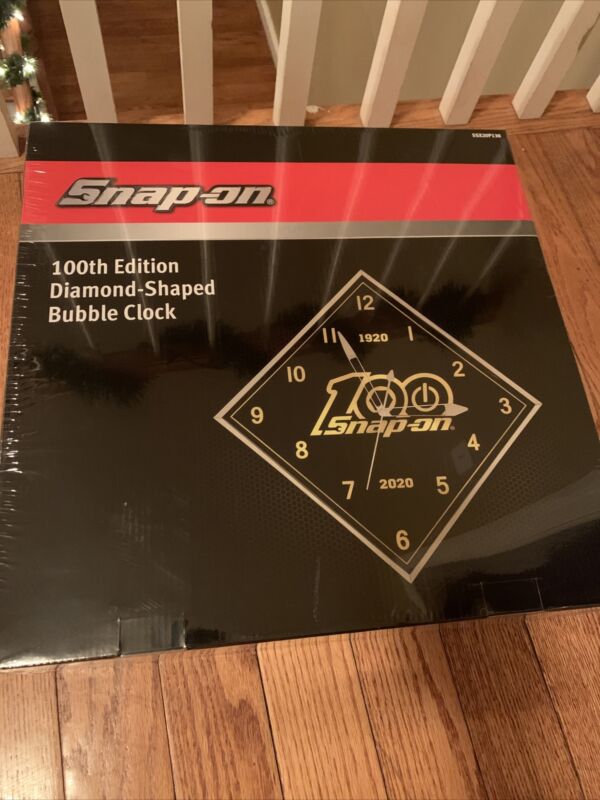 SSX20P138
Snap-on®
100th Edition
Diamond-Shaped
Bubble Clock
12
11 1920 1
10 2
9 100 3
Snap-on®
8 4
7 2020 5
6